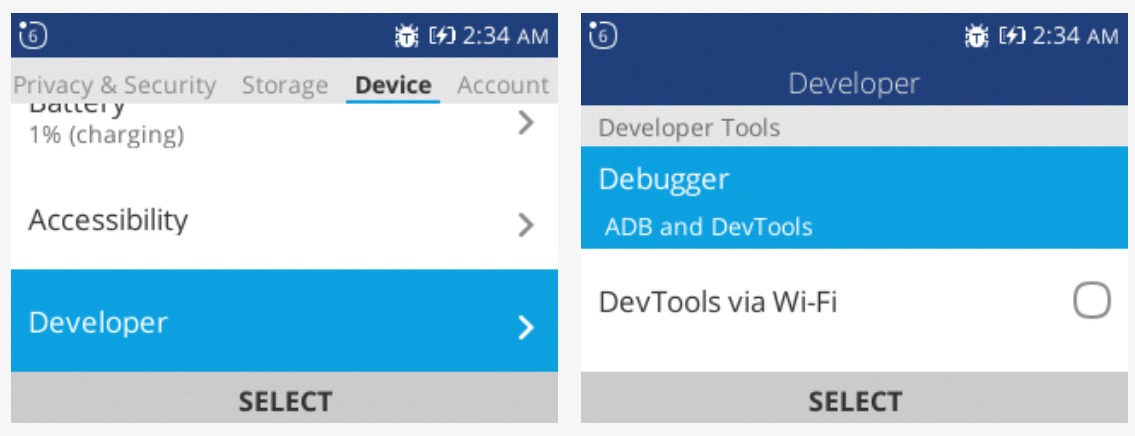 6 2:34 AM
Privacy & Security Storage Device Account
Battery
1% (charging)
Accessibility
Developer
SELECT
6 2:34 AM
Developer
Developer Tools
Debugger
ADB and DevTools
DevTools via Wi-Fi
SELECT